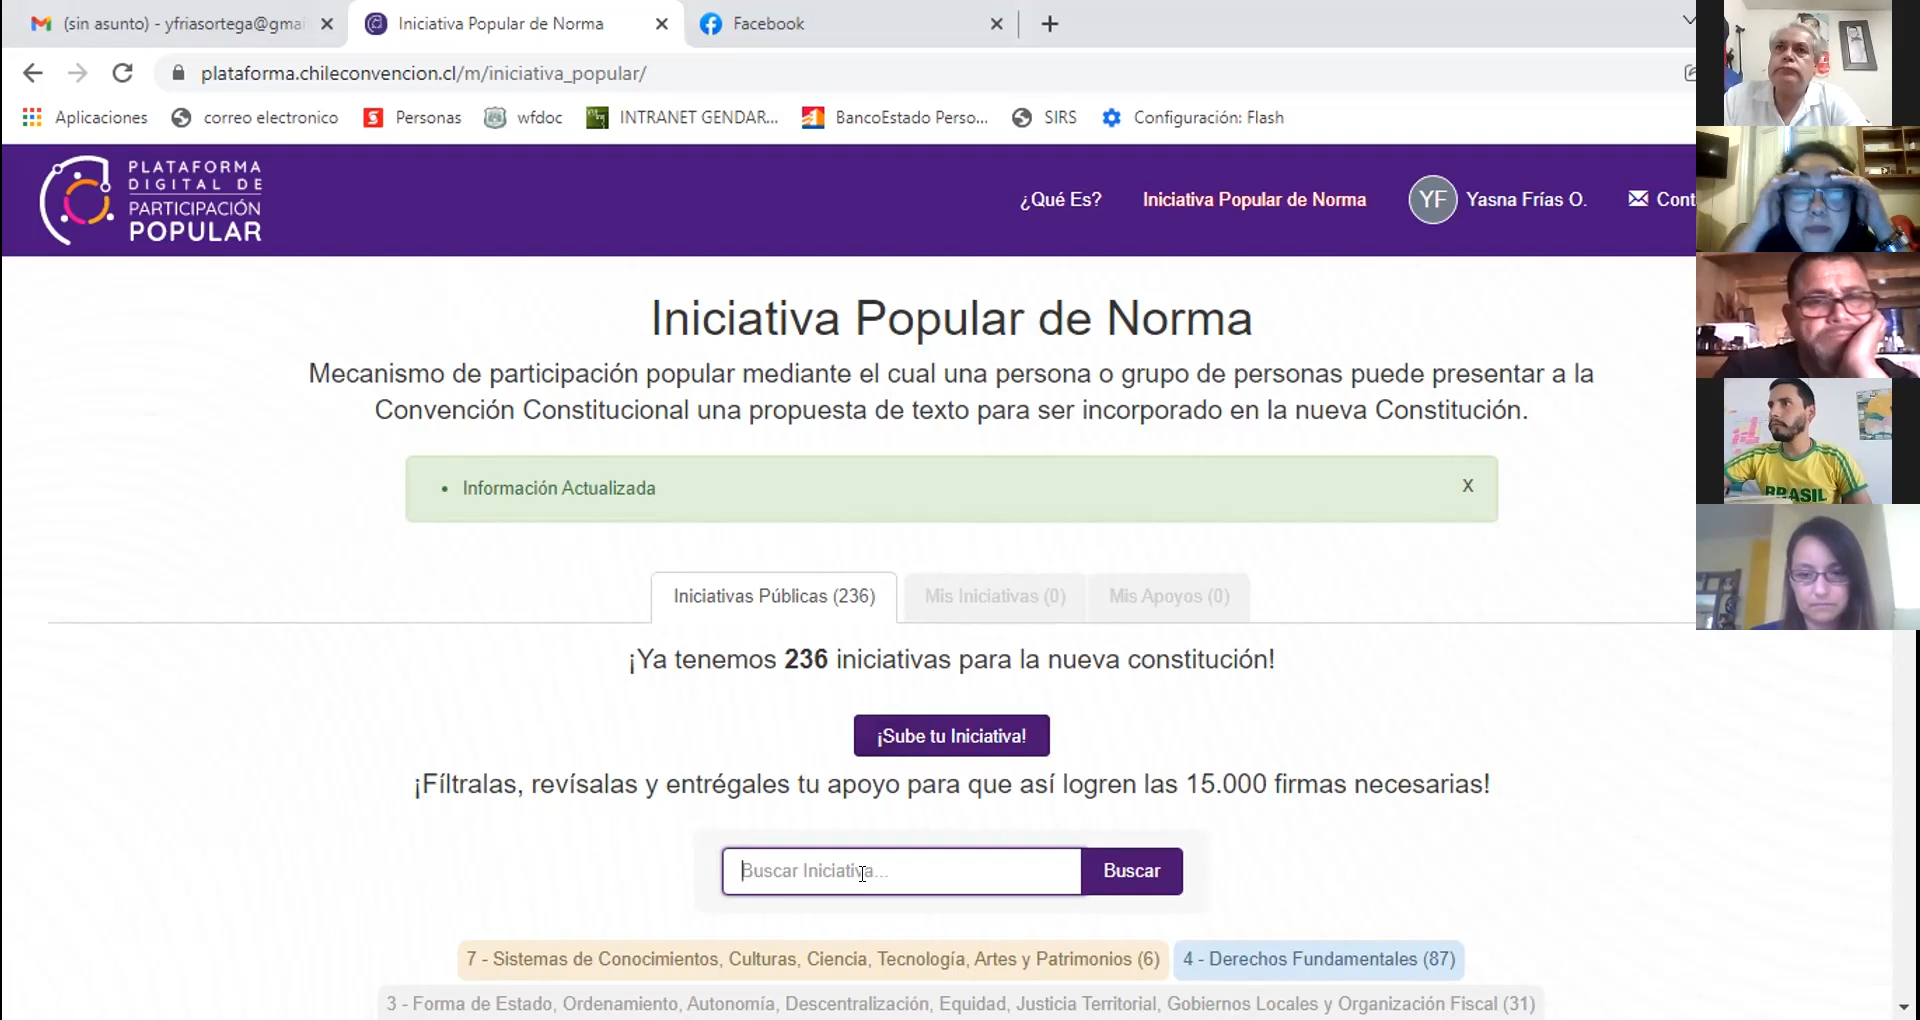 (sin asunto) - yfriasortega@gmai
Iniciativa Popular de Norma
Facebook
plataforma.chileconvencion.cl/m/iniciativa_popular/
Aplicaciones
correo electronico
Personas
wfdoc
INTRANET GENDAR...
BancoEstado Perso...
SIRS
Configuración: Flash
PLATAFORMA
DIGITAL DE
PARTICIPACIÓN
POPULAR
¿Qué Es?
Iniciativa Popular de Norma
YF
Yasna Frías O.
Cont
Iniciativa Popular de Norma
Mecanismo de participación popular mediante el cual una persona o grupo de personas puede presentar a la
Convención Constitucional una propuesta de texto para ser incorporado en la nueva Constitución.
Información Actualizada
X
Iniciativas Públicas (236)
Mis Iniciativas (0)
Mis Apoyos (0)
¡Ya tenemos 236 iniciativas para la nueva constitución!
¡Sube tu Iniciativa!
¡Fíltralas, revísalas y entrégales tu apoyo para que así logren las 15.000 firmas necesarias!
Buscar Iniciativa...
Buscar
7 - Sistemas de Conocimientos, Culturas, Ciencia, Tecnología, Artes y Patrimonios (6)
4 - Derechos Fundamentales (87)
3 - Forma de Estado, Ordenamiento, Autonomía, Descentralización, Equidad, Justicia Territorial, Gobiernos Locales y Organización Fiscal (31)
BRASIL